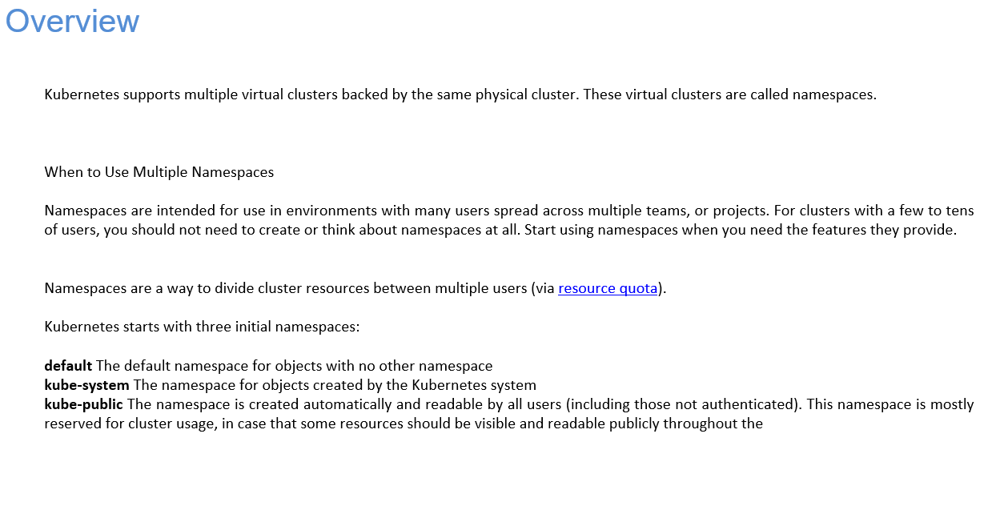 Overview
Kubernetes supports multiple virtual clusters backed by the same physical cluster. These virtual clusters are called namespaces.
When to Use Multiple Namespaces
Namespaces are intended for use in environments with many users spread across multiple teams, or projects. For clusters with a few to tens
of users, you should not need to create or think about namespaces at all. Start using namespaces when you need the features they provide.
Namespaces are a way to divide cluster resources between multiple users (via resource quota).
Kubernetes starts with three initial namespaces:
default The default namespace for objects with no other namespace
kube-system The namespace for objects created by the Kubernetes system
kube-public The namespace is created automatically and readable by all users (including those not authenticated). This namespace is mostly
reserved for cluster usage, in case that some resources should be visible and readable publicly throughout the